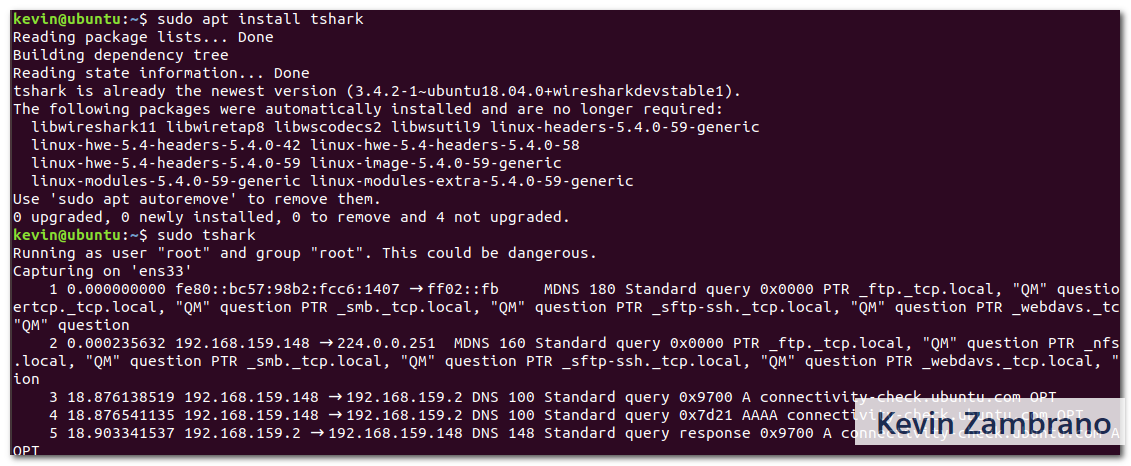 kevin@ubuntu:~$ sudo apt install tshark
Reading package lists... Done
Building dependency tree
Reading state information... Done
tshark is already the newest version (3.4.2-1~ubuntu18.04.0+wiresharkdevstable1).
The following packages were automatically installed and are no longer required:
  libwireshark11 libwiretap8 libwscodecs2 libwsutil9 linux-headers-5.4.0-59-generic
  linux-hwe-5.4-headers-5.4.0-42 linux-hwe-5.4-headers-5.4.0-58
  linux-hwe-5.4-headers-5.4.0-59 linux-image-5.4.0-59-generic
  linux-modules-5.4.0-59-generic linux-modules-extra-5.4.0-59-generic
Use 'sudo apt autoremove' to remove them.
0 upgraded, 0 newly installed, 0 to remove and 4 not upgraded.
kevin@ubuntu:~$ sudo tshark
Running as user "root" and group "root". This could be dangerous.
Capturing on 'ens33'
    1 0.000000000 fe80::bc57:98b2:fcc6:1407 → ff02::fb     MDNS 180 Standard query 0x0000 PTR _ftp._tcp.local, "QM" questio
ertcp._tcp.local, "QM" question PTR _smb._tcp.local, "QM" question PTR _sftp-ssh._tcp.local, "QM" question PTR _webdavs._tc
"QM" question
    2 0.000235632 192.168.159.148 → 224.0.0.251  MDNS 160 Standard query 0x0000 PTR _ftp._tcp.local, "QM" question PTR _nfs
.local, "QM" question PTR _smb._tcp.local, "QM" question PTR _sftp-ssh._tcp.local, "QM" question PTR _webdavs._tcp.local, "
ion
    3 18.876138519 192.168.159.148 → 192.168.159.2 DNS 100 Standard query 0x9700 A connectivity-check.ubuntu.com OPT
    4 18.876541135 192.168.159.148 → 192.168.159.2 DNS 100 Standard query 0x7d21 AAAA connectivity-check.ubuntu.com OPT
    5 18.903341537 192.168.159.2 → 192.168.159.148 DNS 148 Standard query response 0x9700 A connectivity-check.ubuntu.com A
OPT
Kevin Zambrano